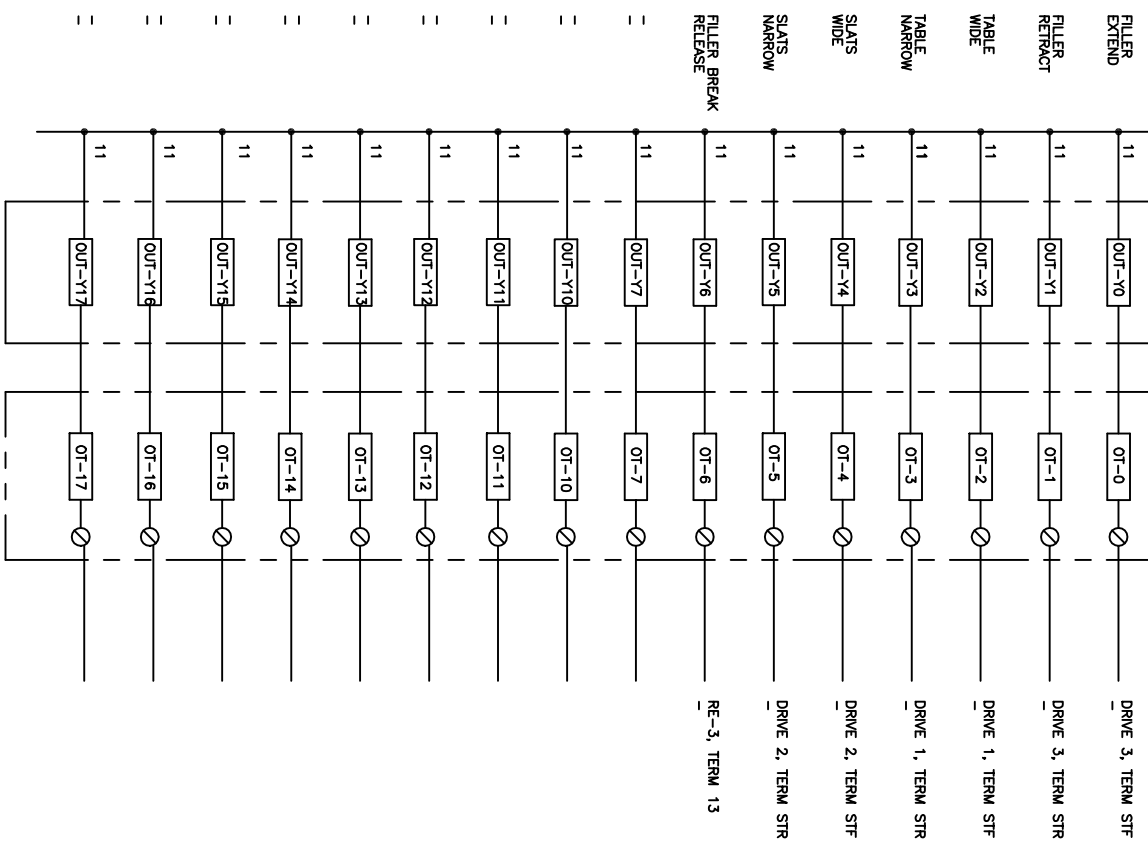 FILLER
EXTEND
11
OUT-Y0
OT-0
DRIVE 3, TERM STF
–
FILLER
RETRACT
11
OUT-Y1
OT-1
DRIVE 3, TERM STR
–
TABLE
WIDE
11
OUT-Y2
OT-2
DRIVE 1, TERM STF
–
TABLE
NARROW
11
OUT-Y3
OT-3
DRIVE 1, TERM STR
–
SLATS
WIDE
11
OUT-Y4
OT-4
DRIVE 2, TERM STF
–
SLATS
NARROW
11
OUT-Y5
OT-5
DRIVE 2, TERM STR
–
FILLER BREAK
RELEASE
11
OUT-Y6
OT-6
RE-3, TERM 13
–
–
–
11
OUT-Y7
OT-7
–
–
11
OUT-Y10
OT-10
–
–
11
OUT-Y11
OT-11
–
–
11
OUT-Y12
OT-12
–
–
11
OUT-Y13
OT-13
–
–
11
OUT-Y14
OT-14
–
–
11
OUT-Y15
OT-15
–
–
11
OUT-Y16
OT-16
–
–
11
OUT-Y17
OT-17